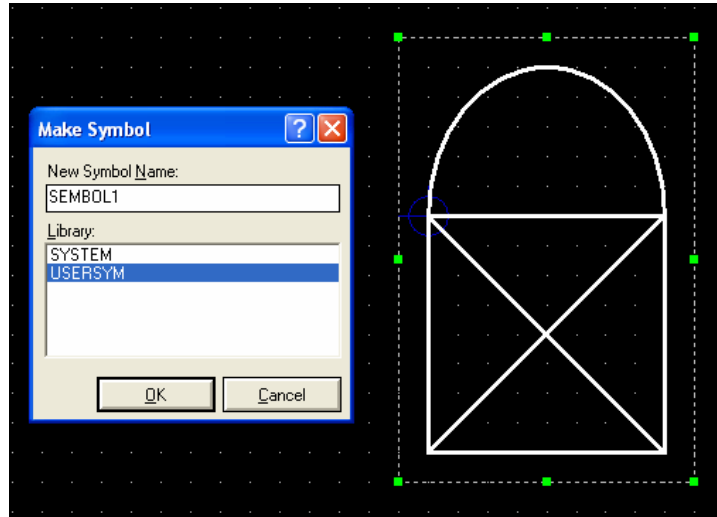 Make Symbol
New Symbol Name:
SEMBOL1
Library:
SYSTEM
USERSYM
OK
Cancel